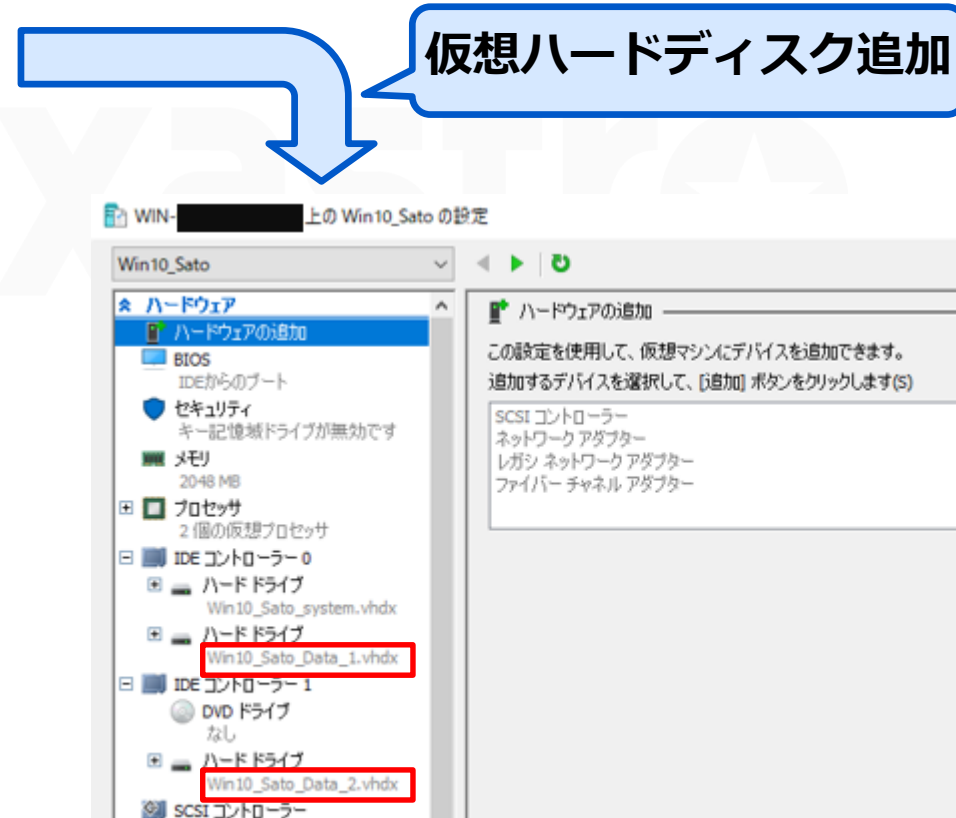 仮想ハードディスク追加
WIN- 上の Win10_Sato の設定
Win10_Sato
ハードウェア
ハードウェアの追加
BIOS
IDEからのブート
セキュリティ
キー記憶域ドライブが無効です
メモリ
2048 MB
プロセッサ
2 個の仮想プロセッサ
IDE コントローラー 0
ハード ドライブ
Win10_Sato_system.vhdx
ハード ドライブ
Win10_Sato_Data_1.vhdx
IDE コントローラー 1
DVD ドライブ
なし
ハード ドライブ
Win10_Sato_Data_2.vhdx
SCSI コントローラー
ハードウェアの追加
この設定を使用して、仮想マシンにデバイスを追加できます。
追加するデバイスを選択して、[追加] ボタンをクリックします(S)
SCSI コントローラー
ネットワーク アダプター
レガシ ネットワーク アダプター
ファイバー チャネル アダプター